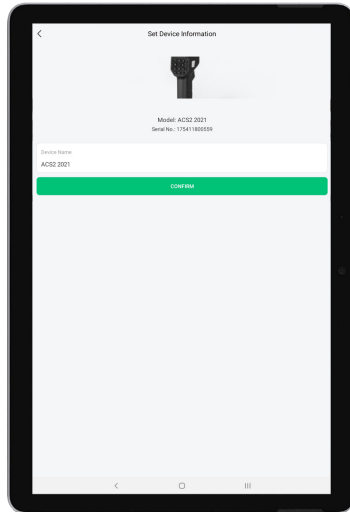 Set Device Information
Model: ACS2 2021
Serial No.: 175411800559
Device Name
ACS2 2021
CONFIRM